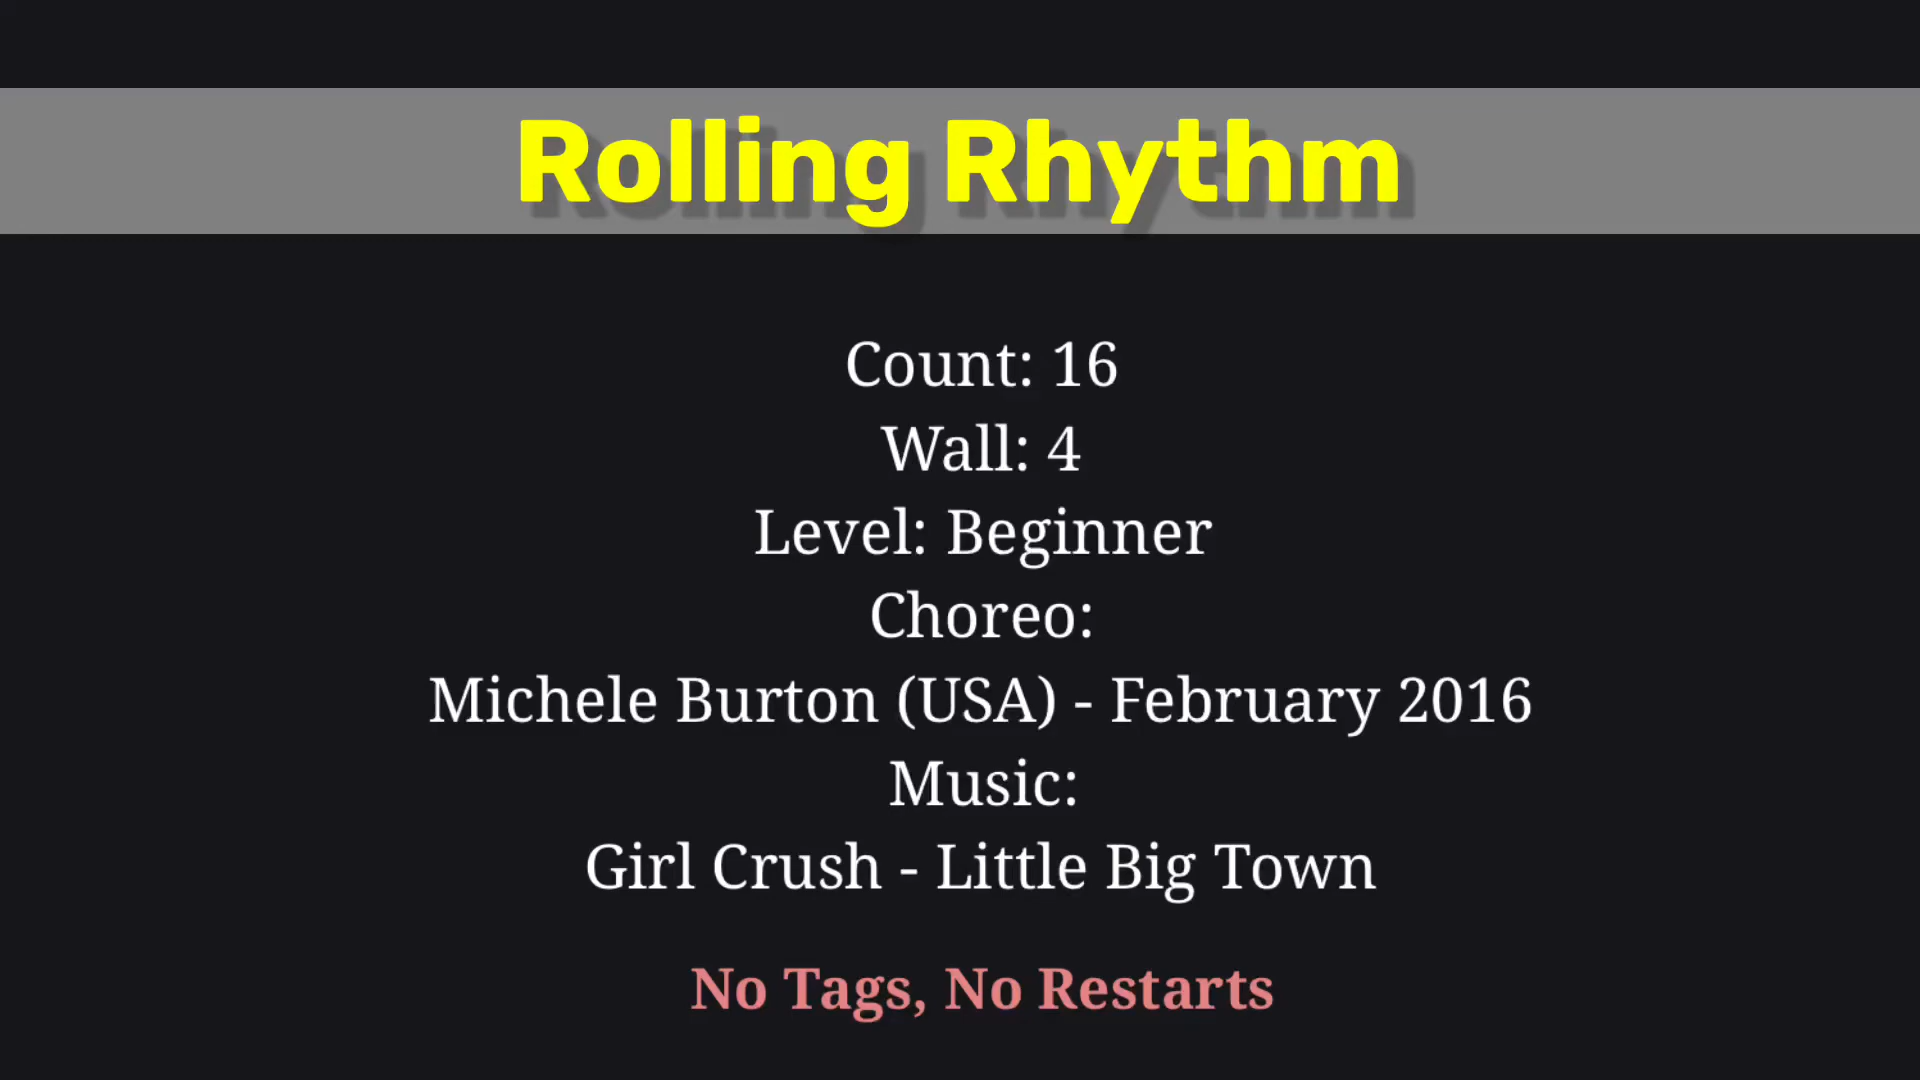 Rolling Rhythm
Count: 16
Wall: 4
Level: Beginner
Choreo:
Michele Burton (USA) - February 2016
Music:
Girl Crush - Little Big Town
No Tags, No Restarts